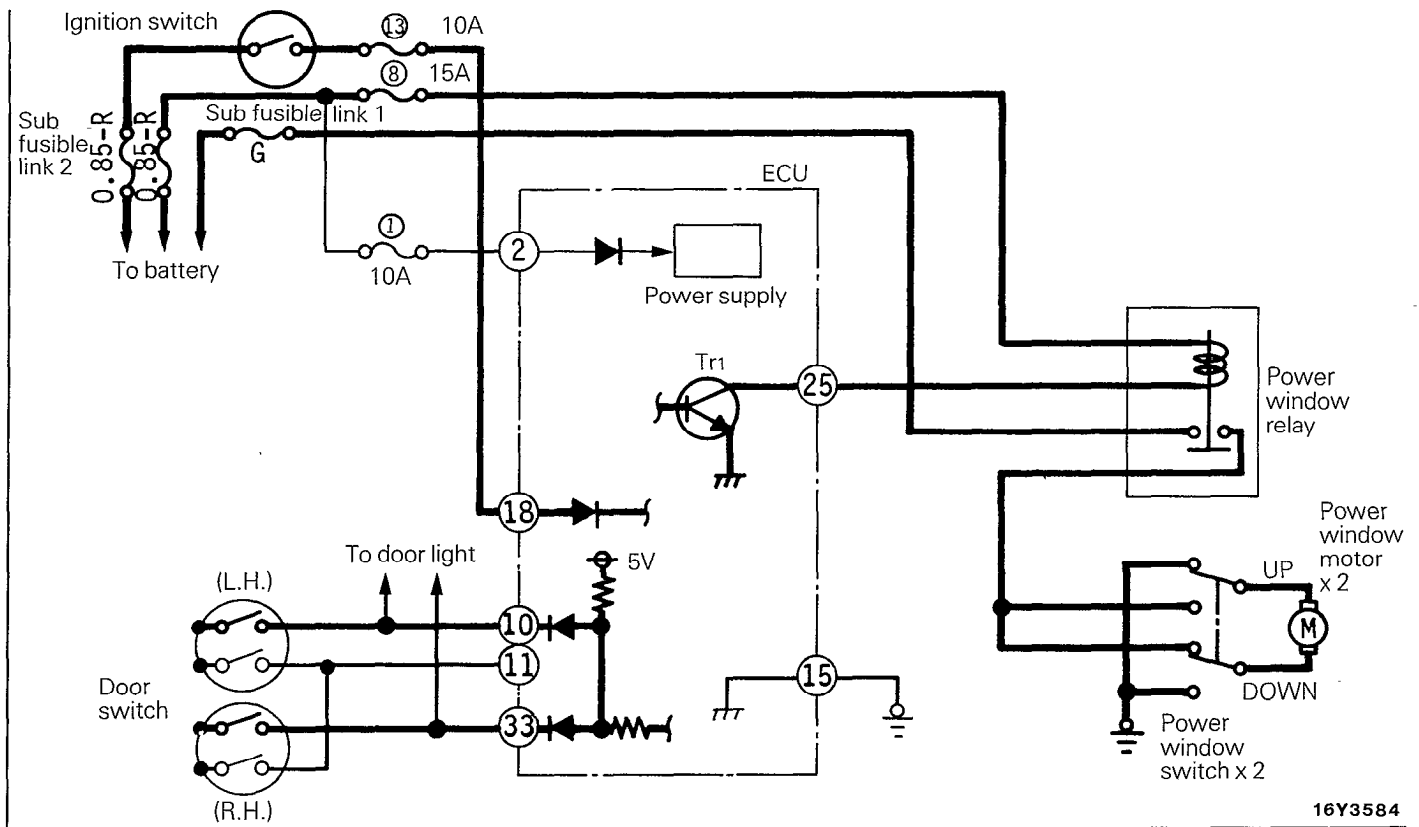 Ignition switch
13
10A
8
15A
Sub
fusible
link 2
0.85-R
0.85-R
Sub fusible link 1
G
To battery
1
10A
ECU
2
Power supply
Tr1
25
Power
window
relay
18
To door light
5V
(L.H.)
10
11
15
33
Door
switch
(R.H.)
Power
window
motor
x 2
UP
M
DOWN
Power
window
switch x 2
16Y3584